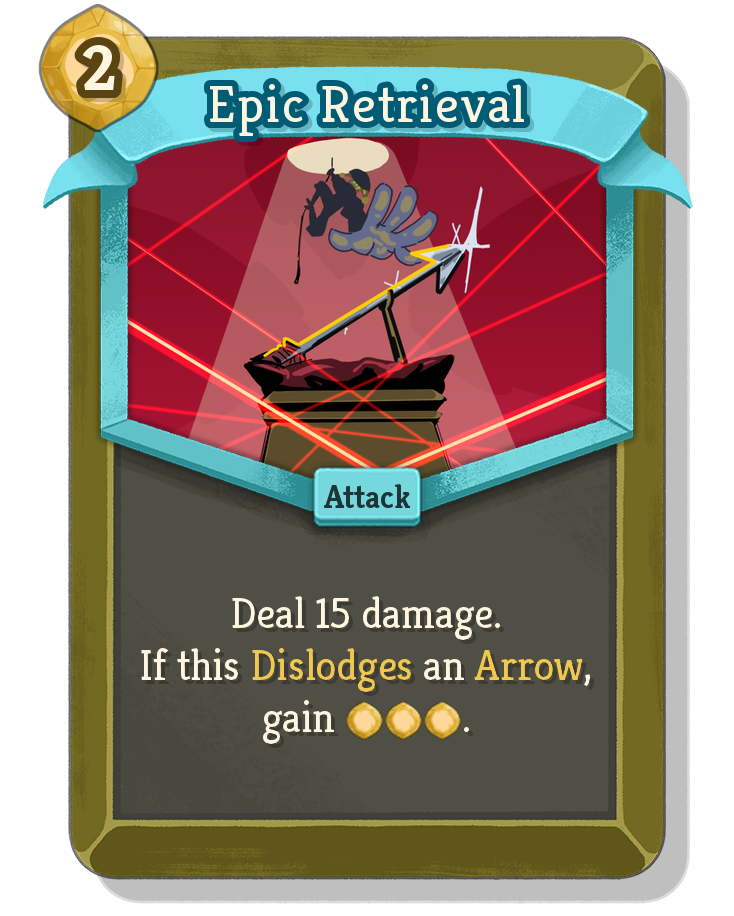 2
Epic Retrieval
Attack
Deal 15 damage.
If this Dislodges an Arrow,
gain .